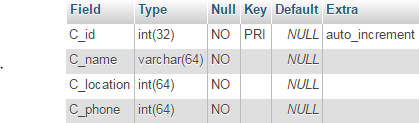 Field Type Null Key Default Extra
C_id int(32) NO PRI NULL auto_increment
C_name varchar(64) NO NULL
C_location int(64) NO NULL
. C_phone int(64) NO NULL